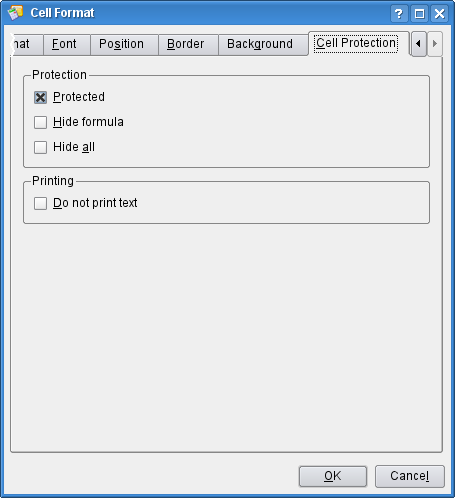 Cell Format
nat Font Position Border Background Cell Protection
Protection
Protected
Hide formula
Hide all
Printing
Do not print text
OK Cancel